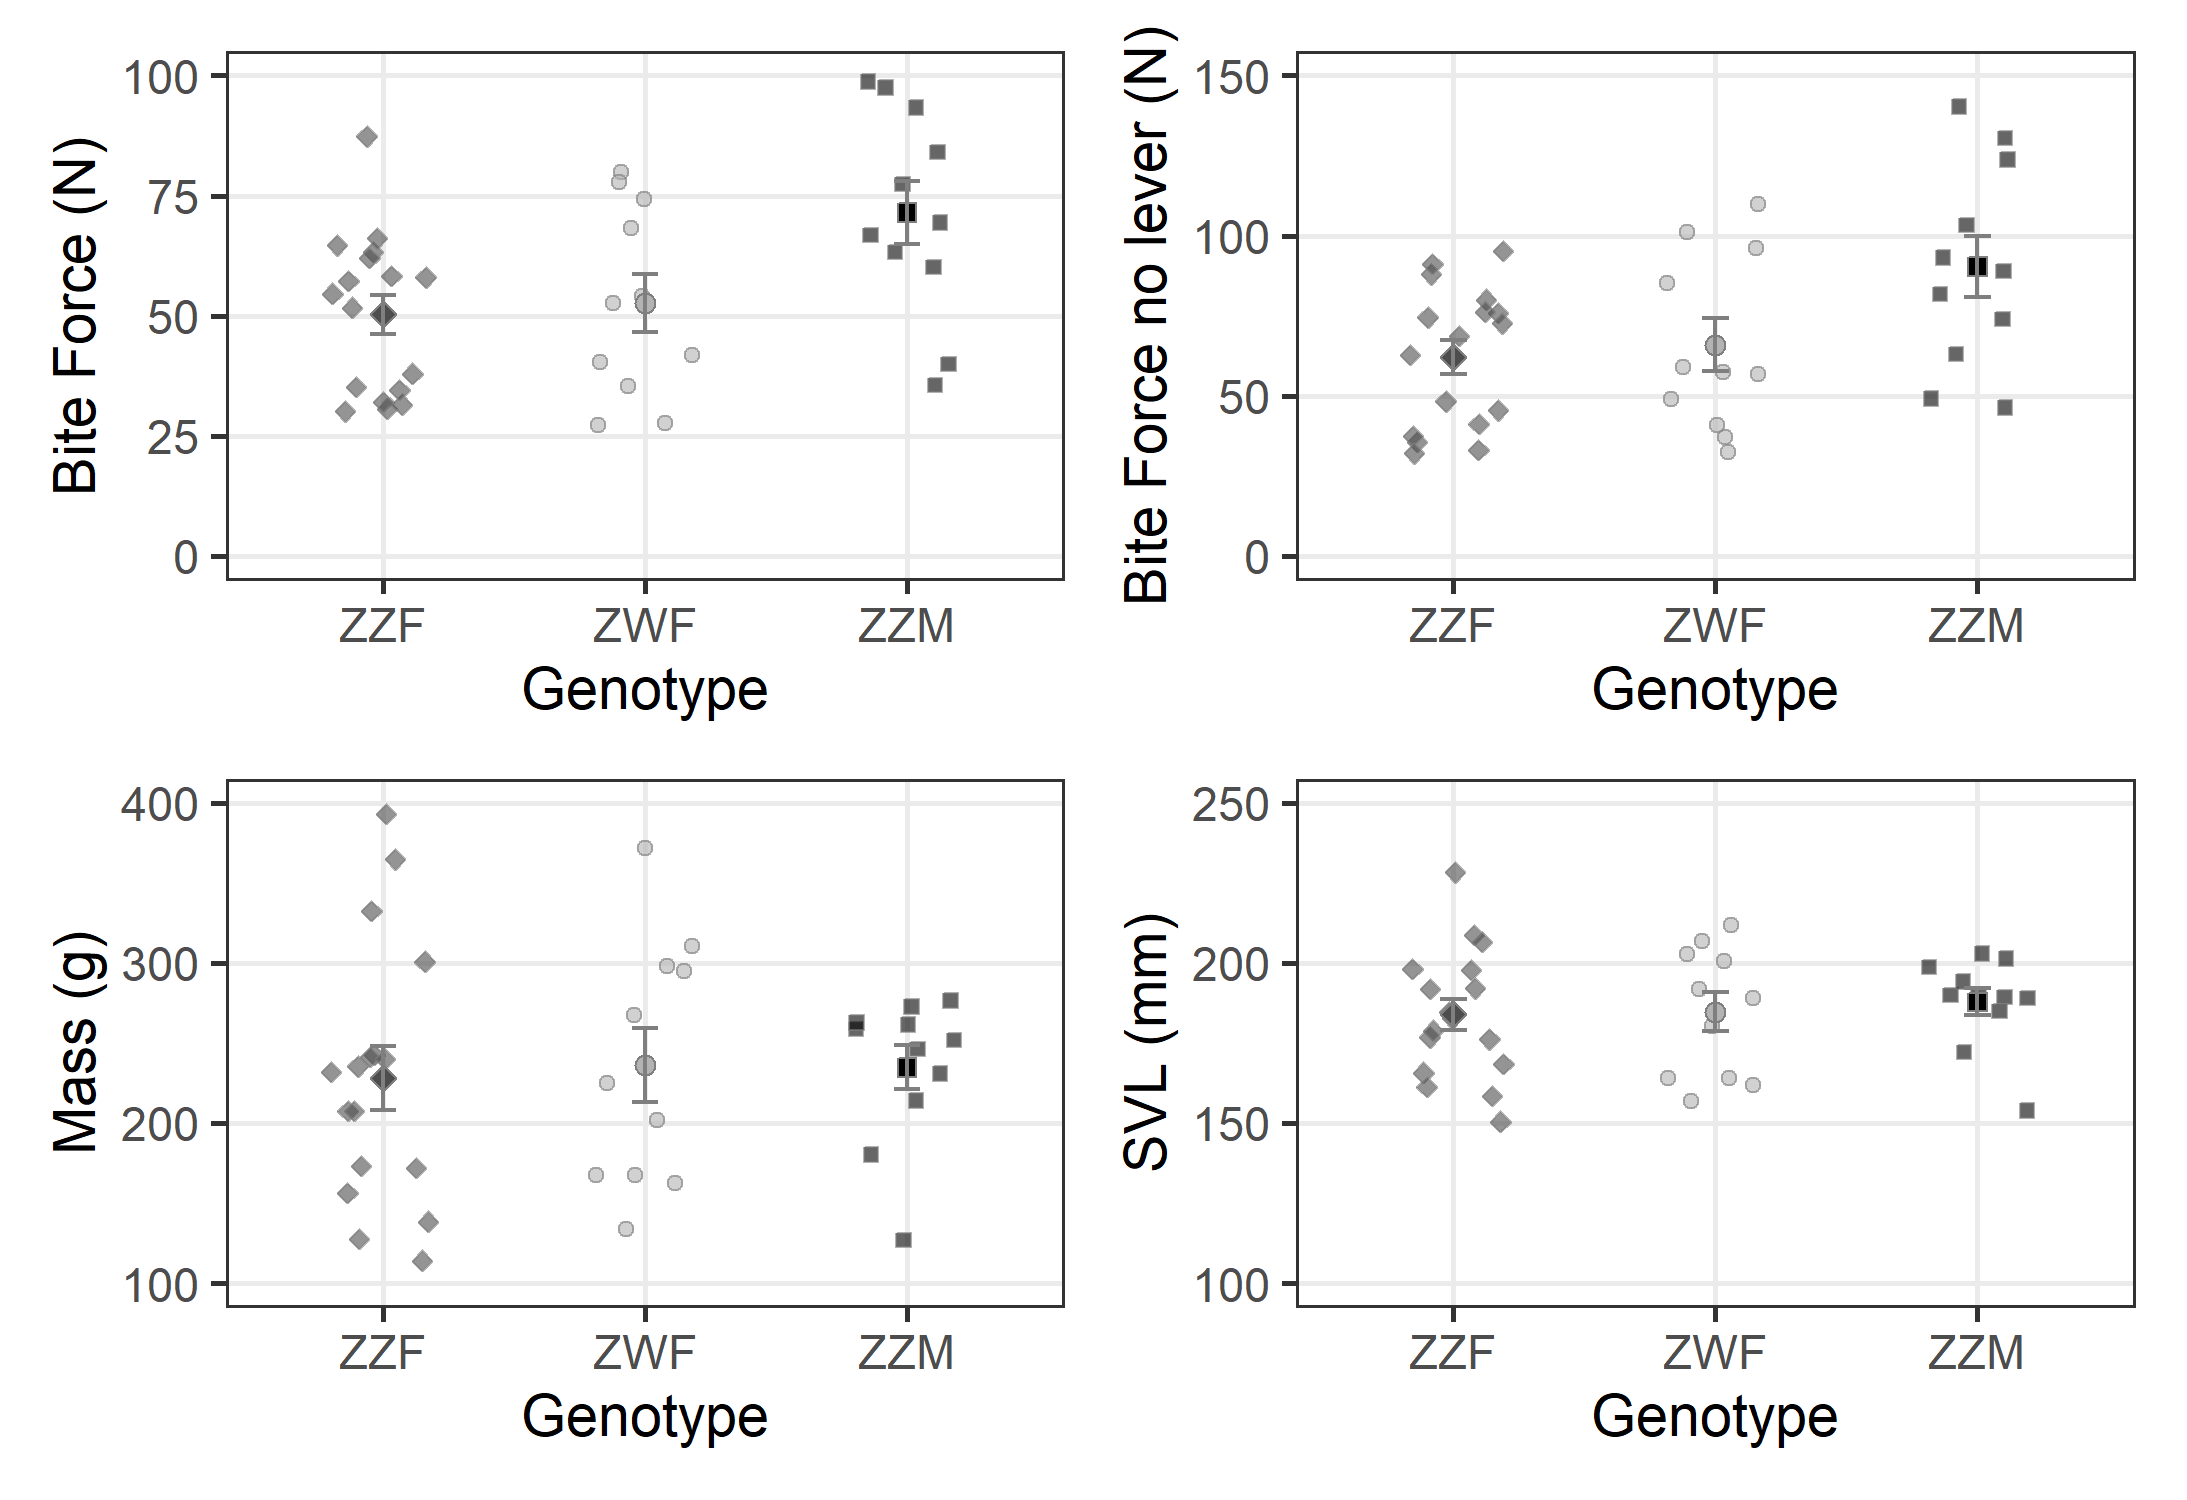 Bite Force (N)
100
75
50
25
0
ZZF ZWF ZZM
Genotype
Bite Force no lever (N)
150
100
50
0
ZZF ZWF ZZM
Genotype
Mass (g)
400
300
200
100
ZZF ZWF ZZM
Genotype
SVL (mm)
250
200
150
100
ZZF ZWF ZZM
Genotype